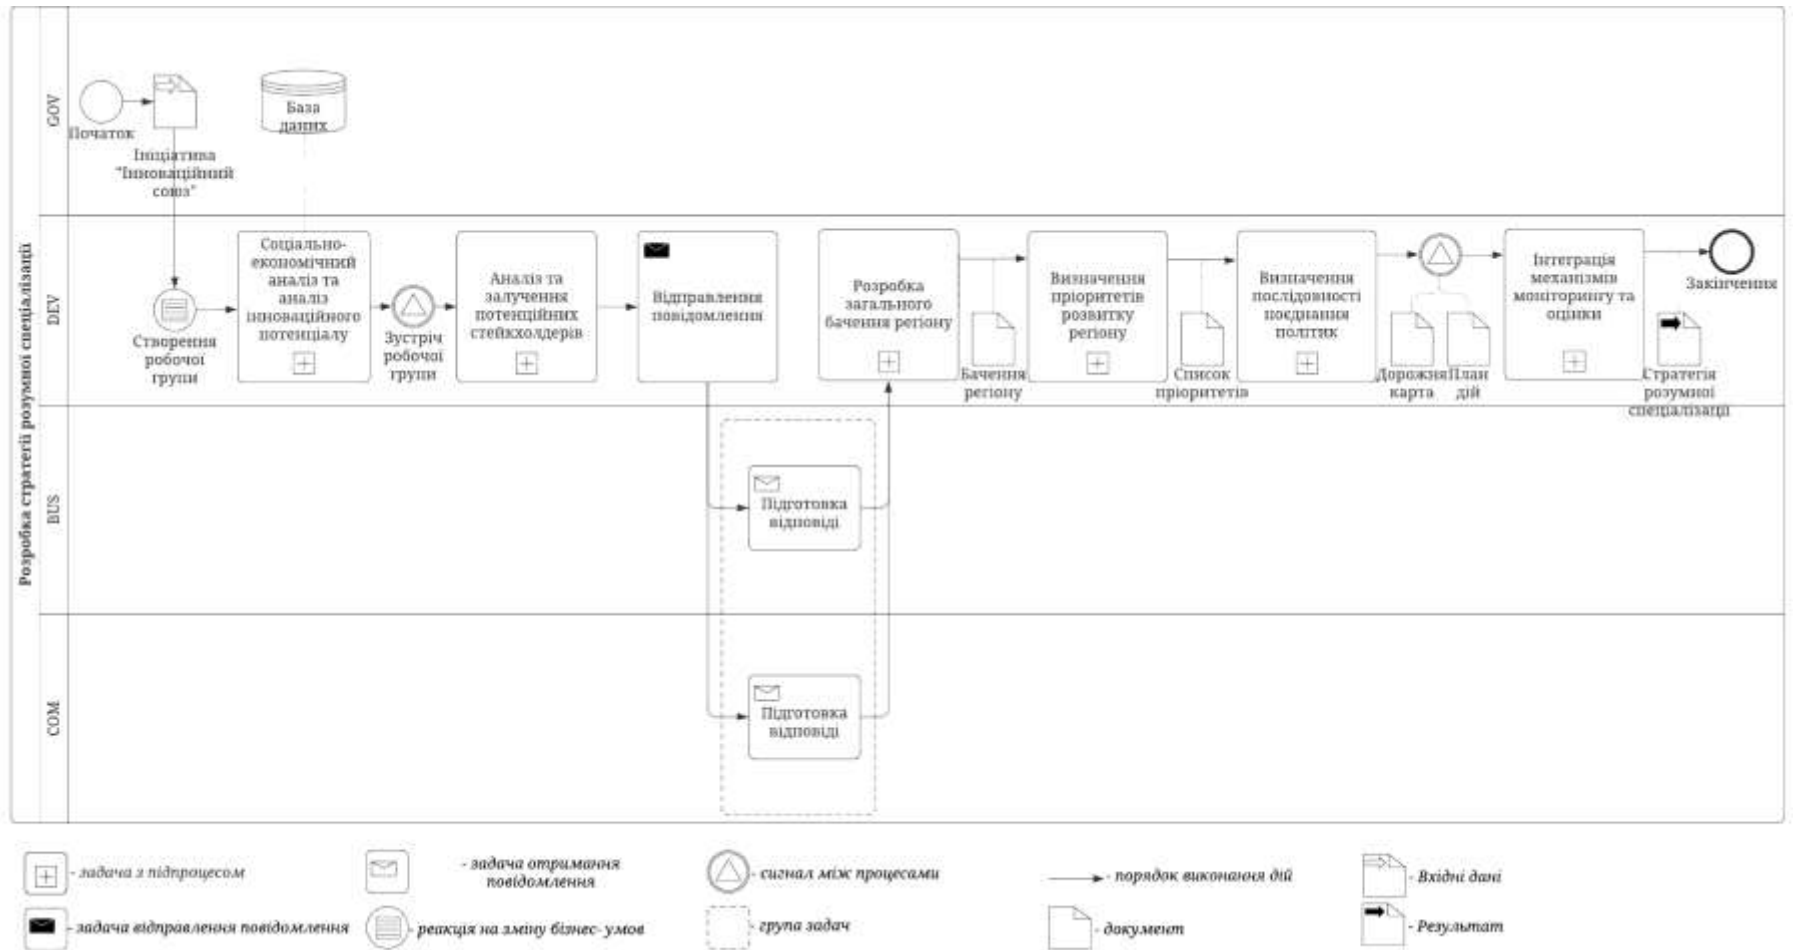 Розробка стратегії розумної спеціалізації
GOV
Початок
Ініціатива
"Інноваційний
союз"
База
даних
DEV
Створення
робочої
групи
Соціально-
економічний
аналіз та
аналіз
інноваційного
потенціалу
Зустріч
робочої
групи
Аналіз та
залучення
потенційних
стейкхолдерів
Відправлення
повідомлення
Розробка
загального
бачення регіону
Бачення
регіону
Визначення
пріоритетів
розвитку
регіону
Список
пріоритетів
Визначення
послідовності
поєднання
політик
Дорожня
карта
План
дій
Інтеграція
механізмів
моніторингу та
оцінки
Закінчення
Стратегія
розумної
спеціалізації
BUS
Підготовка
відповіді
COM
Підготовка
відповіді
- задача з підпроцесом
- задача отримання
повідомлення
- сигнал між процесами
- порядок виконання дій
- Вхідні дані
- задача відправлення повідомлення
- реакція на зміну бізнес-умов
- група задач
- документ
- Результат